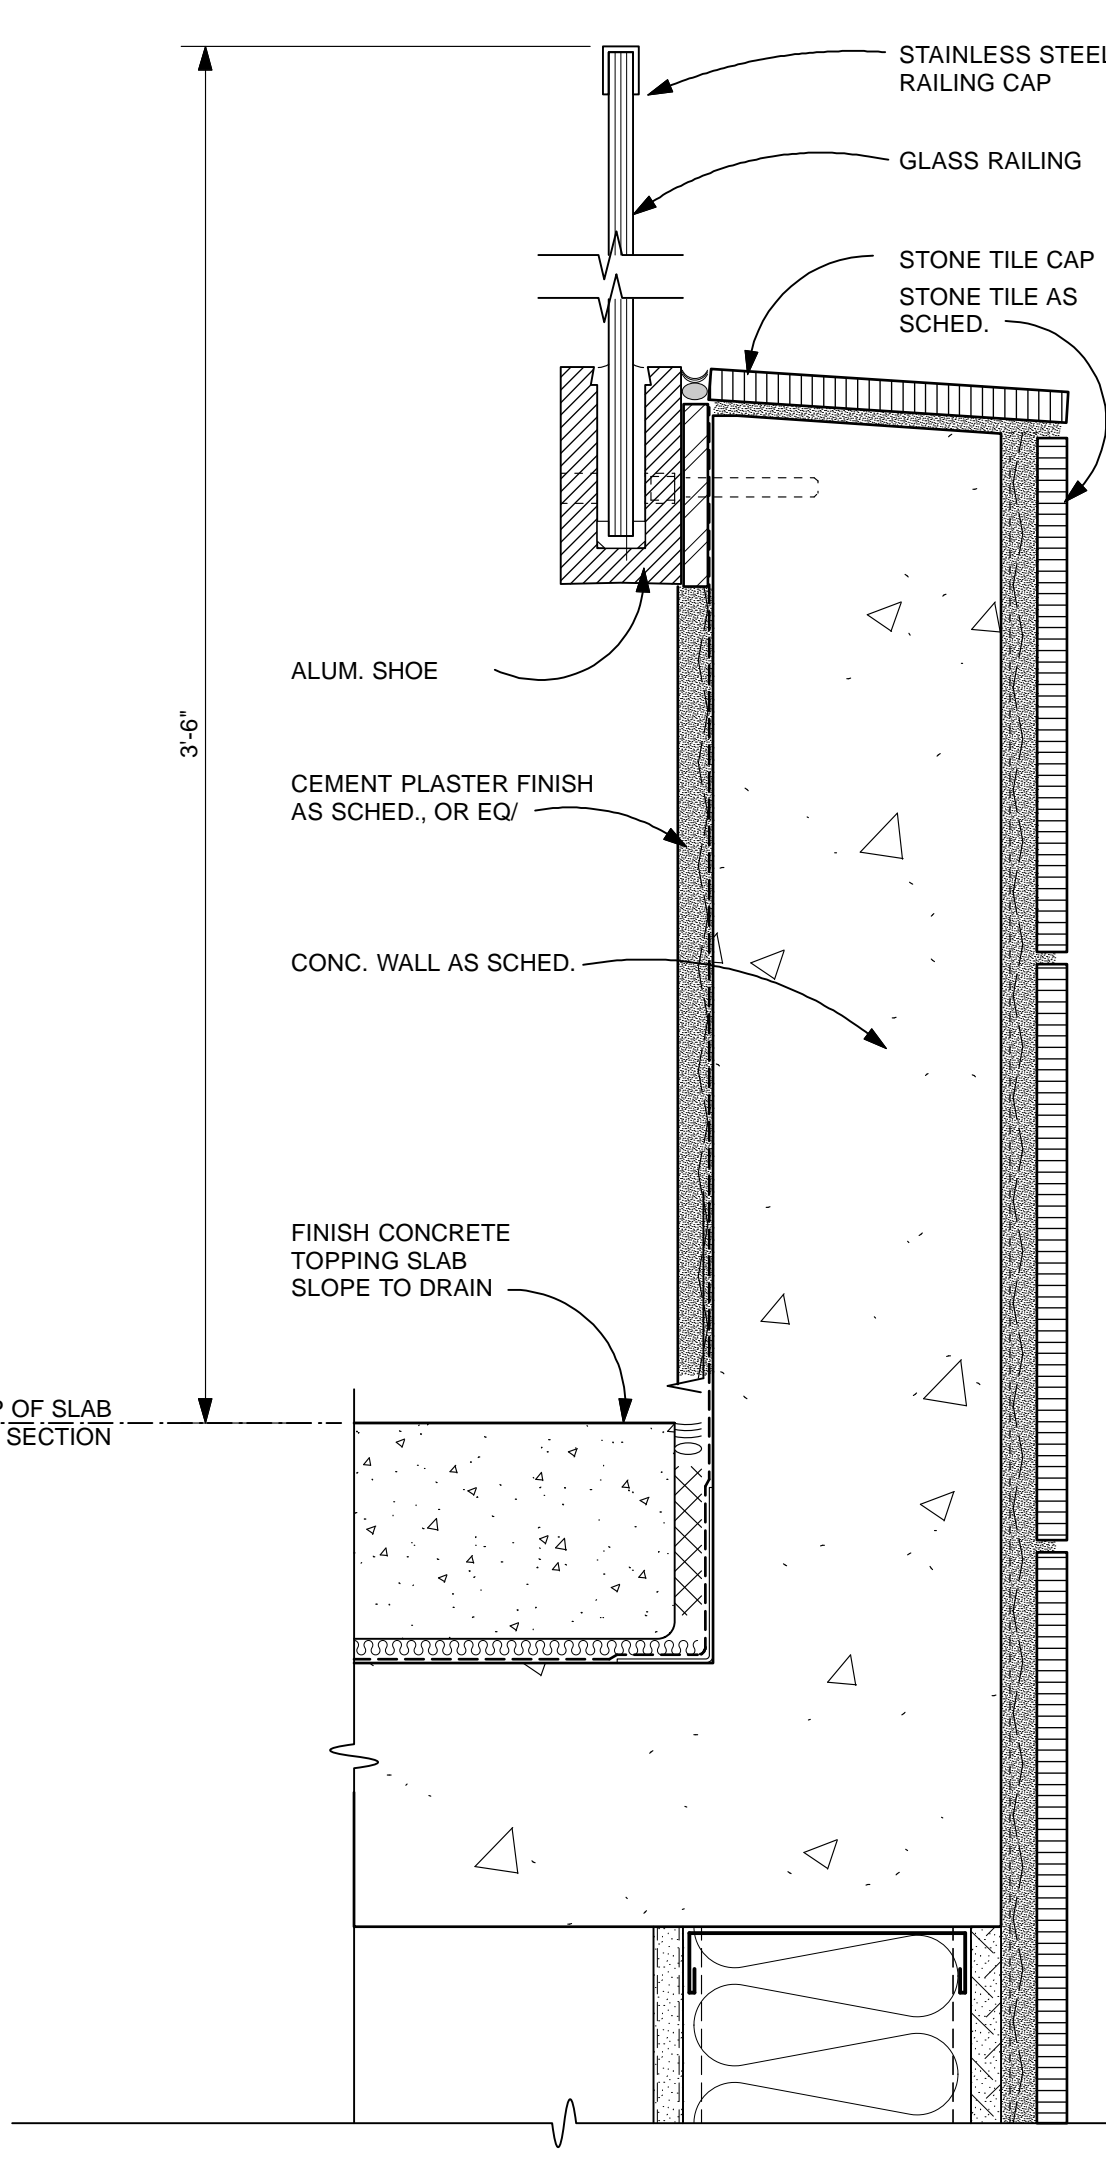 STAINLESS STEEL
RAILING CAP
GLASS RAILING
STONE TILE CAP
STONE TILE AS
SCHED.
ALUM. SHOE
3'-6"
CEMENT PLASTER FINISH
AS SCHED., OR EQ/
CONC. WALL AS SCHED.
FINISH CONCRETE
TOPPING SLAB
SLOPE TO DRAIN
OF SLAB
SECTION